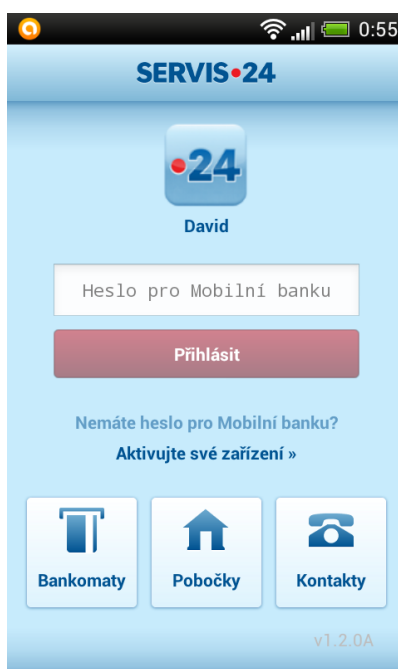 0:55
SERVIS•24
•24
David
Heslo pro Mobilní banku
Přihlásit
Nemáte heslo pro Mobilní banku?
Aktivujte své zařízení »
Bankomaty Pobočky Kontakty
v1.2.0A